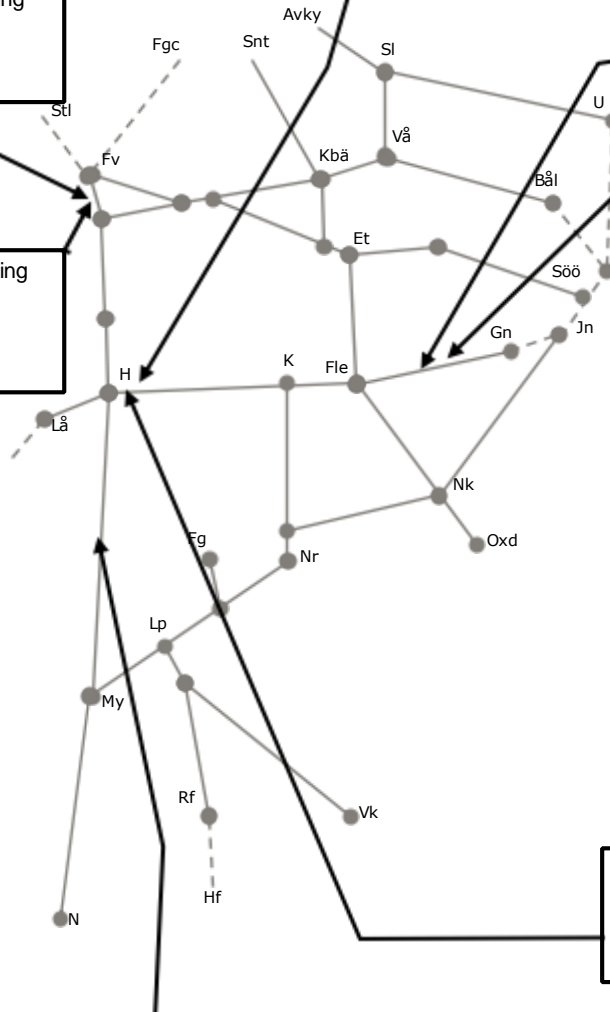 ng
Avky
Fgc
Snt
Sl
Stl
U
Vå
Fv
Kbä
Bål
Et
ing
Söö
Jn
Gn
H
K
Fle
Lå
Nk
Fg
Oxd
Nr
Lp
My
Rf
Vk
Hf
N